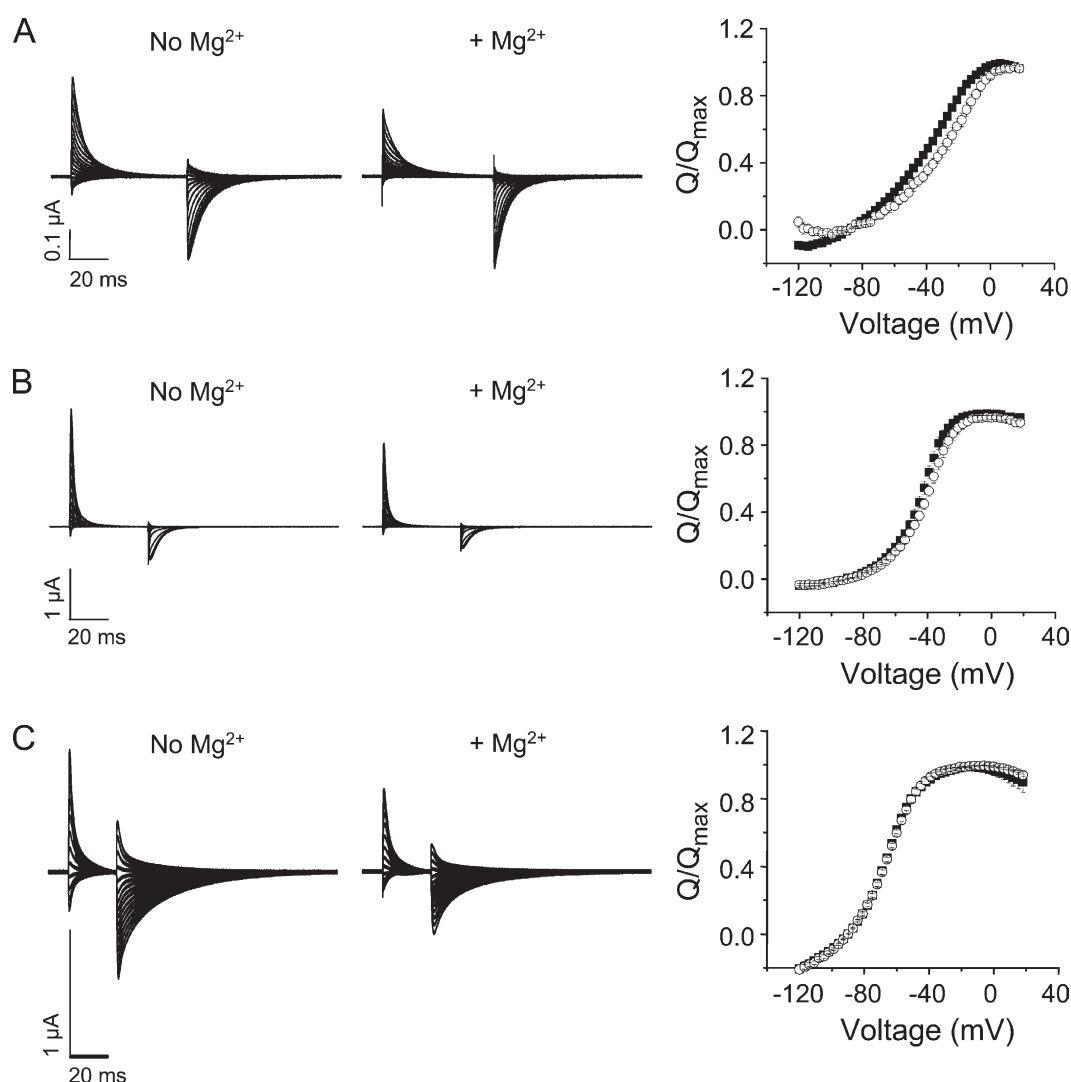 A
No Mg²⁺
+ Mg²⁺
0.1 µA
20 ms
Q/Qmax
1.2
0.8
0.4
0.0
-120 -80 -40 0 40
Voltage (mV)
B
No Mg²⁺
+ Mg²⁺
1 µA
20 ms
Q/Qmax
1.2
0.8
0.4
0.0
-120 -80 -40 0 40
Voltage (mV)
C
No Mg²⁺
+ Mg²⁺
1 µA
20 ms
Q/Qmax
1.2
0.8
0.4
0.0
-120 -80 -40 0 40
Voltage (mV)